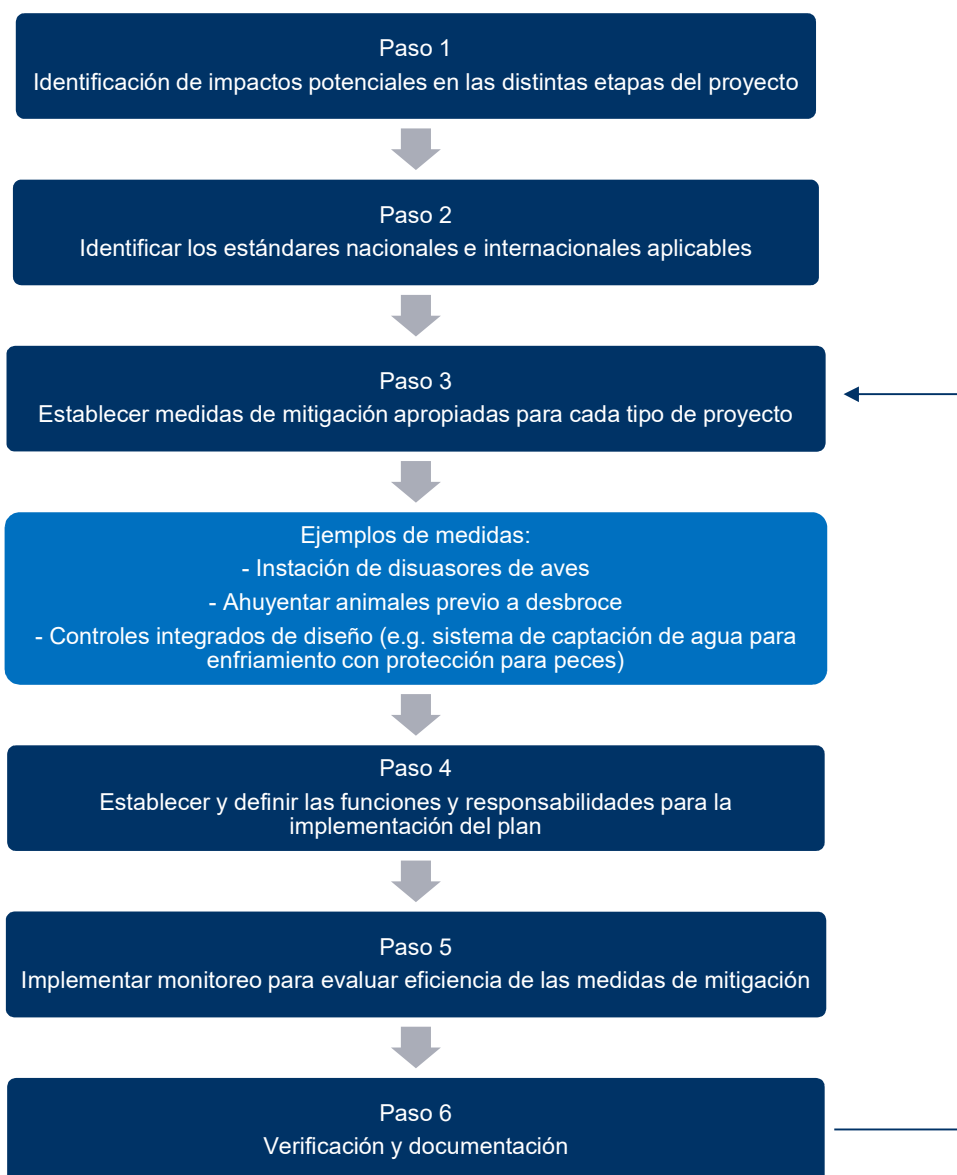 Paso 1
Identificación de impactos potenciales en las distintas etapas del proyecto
Paso 2
Identificar los estándares nacionales e internacionales aplicables
Paso 3
Establecer medidas de mitigación apropiadas para cada tipo de proyecto
Ejemplos de medidas:
- Instación de disuasores de aves
- Ahuyentar animales previo a desbroce
- Controles integrados de diseño (e.g. sistema de captación de agua para
enfriamiento con protección para peces)
Paso 4
Establecer y definir las funciones y responsabilidades para la
implementación del plan
Paso 5
Implementar monitoreo para evaluar eficiencia de las medidas de mitigación
Paso 6
Verificación y documentación